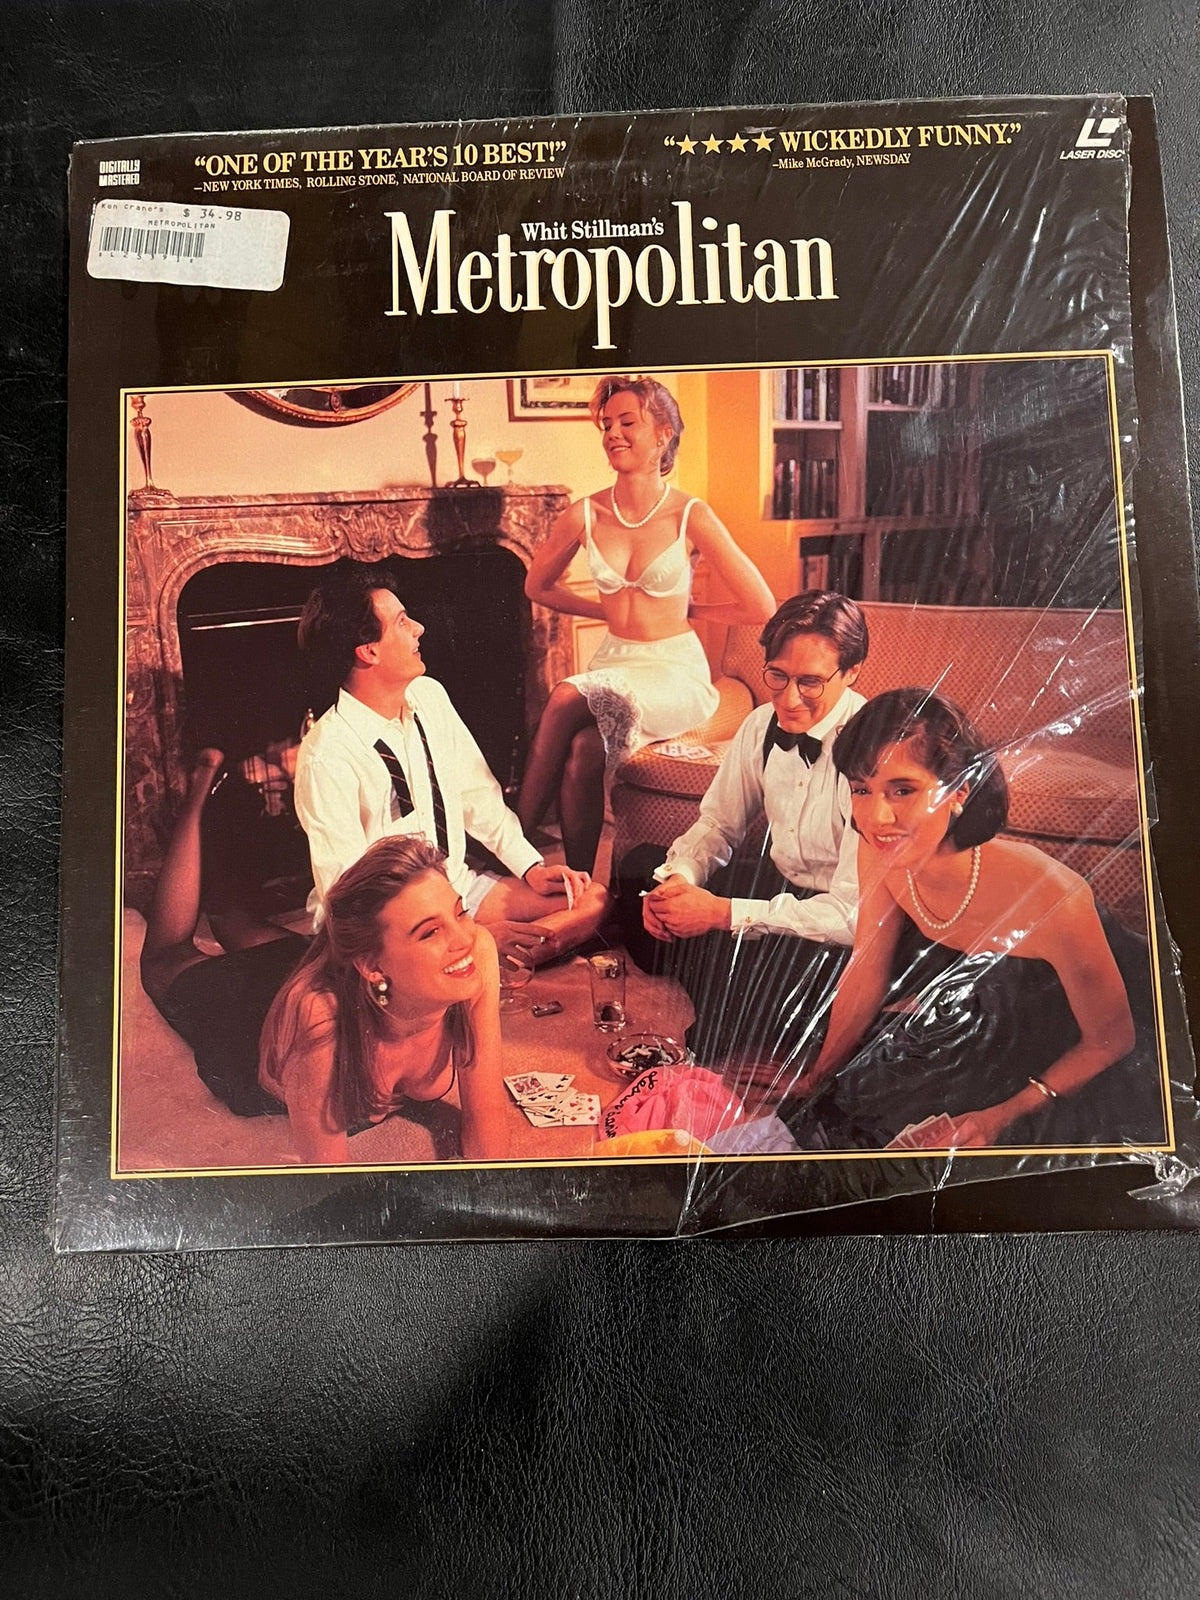 DIGITALLY
MASTERED
"ONE OF THE YEAR'S 10 BEST!"
–NEW YORK TIMES, ROLLING STONE, NATIONAL BOARD OF REVIEW
"★★★★ WICKEDLY FUNNY."
–Mike McGrady, NEWSDAY
LASER DISC
Ken Crane's $ 34.98
METROPOLITAN
Whit Stillman's
Metropolitan